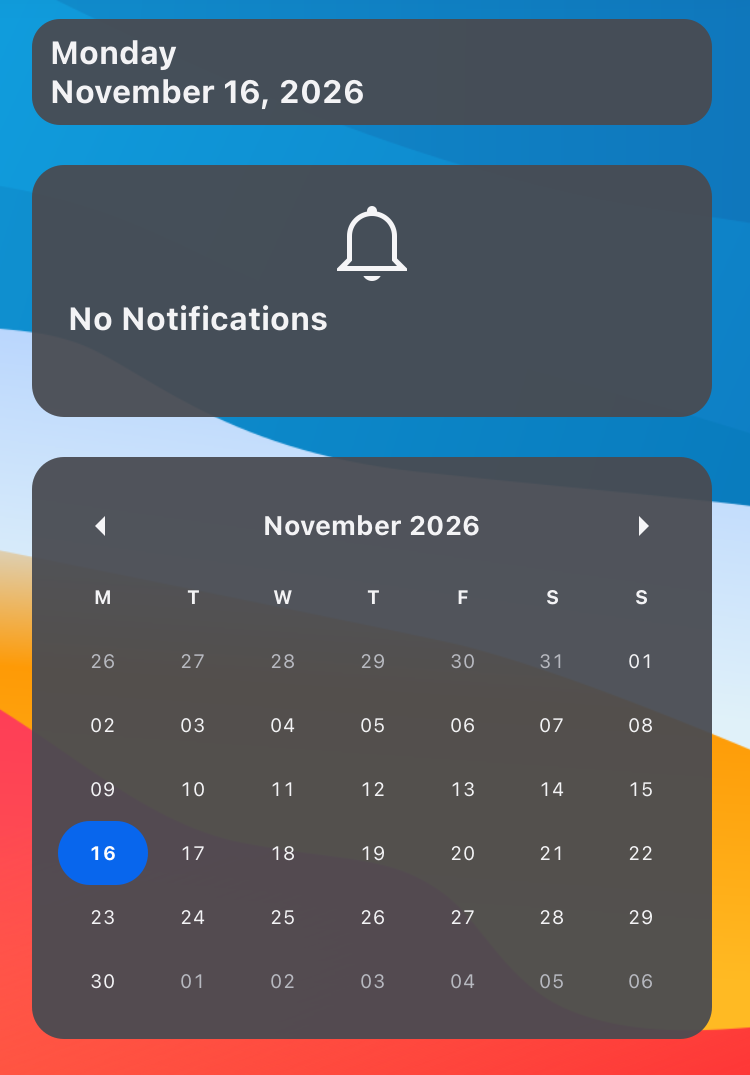 Monday
November 16, 2026
No Notifications
November 2026
M T W T F S S
26 27 28 29 30 31 01
02 03 04 05 06 07 08
09 10 11 12 13 14 15
16 17 18 19 20 21 22
23 24 25 26 27 28 29
30 01 02 03 04 05 06